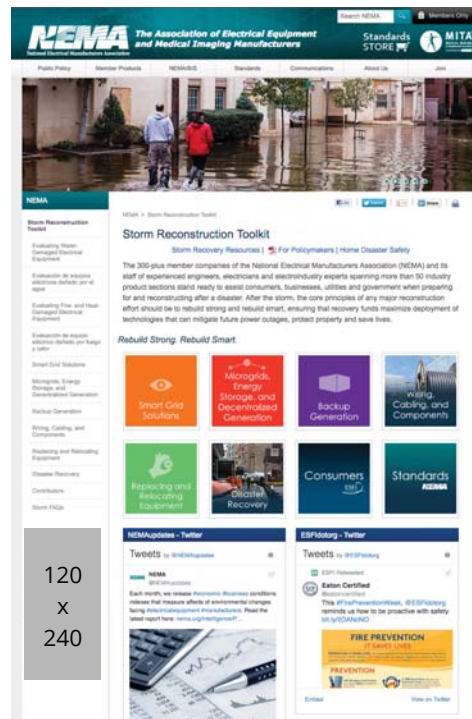 Search NEMA
Members Only
NEMA
National Electrical Manufacturers Association
The Association of Electrical Equipment
and Medical Imaging Manufacturers
Standards
STORE
MITA
Public Policy
Member Products
NEMA/BIS
Standards
Communications
About Us
Join
NEMA
Storm Reconstruction
Toolkit
Evaluating Water-
Damaged Electrical
Equipment
Evaluación de equipos
eléctricos dañado por el
agua
Evaluating Fire- and Heat-
Damaged Electrical
Equipment
Evaluación de equipo
eléctrico dañado por fuego
y calor
Smart Grid Solutions
Microgrids, Energy
Storage, and
Decentralized Generation
Backup Generation
Wiring, Cabling, and
Components
Replacing and Relocating
Equipment
Disaster Recovery
Contributors
Storm FAQs
120
x
240
Like
Tweet
Share
NEMA > Storm Reconstruction Toolkit
Storm Reconstruction Toolkit
Storm Recovery Resources | For Policymakers | Home Disaster Safety
The 300-plus member companies of the National Electrical Manufacturers Association (NEMA) and its
staff of experienced engineers, electricians and electroindustry experts spanning more than 50 industry
product sections stand ready to assist consumers, businesses, utilities and government when preparing
for and reconstructing after a disaster. After the storm, the core principles of any major reconstruction
effort should be to rebuild strong and rebuild smart, ensuring that recovery funds maximize deployment of
technologies that can mitigate future power outages, protect property and save lives.
Rebuild Strong. Rebuild Smart.
Smart Grid
Solutions
Microgrids,
Energy
Storage, and
Decentralized
Generation
Backup
Generation
Wiring,
Cabling, and
Components
Replacing and
Relocating
Equipment
Disaster
Recovery
Consumers
ESFI
Standards
NEMA
NEMAupdates - Twitter
Tweets by @NEMAupdates
NEMA
@NEMAupdates
Each month, we release #economic #business conditions
indexes that measure affects of environmental changes
facing #electricequipment #manufacturers. Read the
latest report here: nema.org/Intelligence/P...
ESFIdotorg - Twitter
Tweets by @ESFIdotorg
ESFI Retweeted
Eaton Certified
@eatoncertified
This #FirePreventionWeek, @ESFIdotorg
reminds us how to be proactive with safety
bit.ly/2OANcNO
FIRE PREVENTION
IT SAVES LIVES
PREVENTION
Embed
View on Twitter